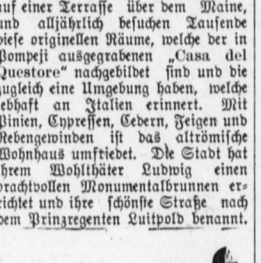 auf einer Terrasse über dem Maine,
und alljährlich besuchen Tausende
diese originellen Räume, welche der in
Pompeji ausgegrabenen „Casa del
Questore“ nachgebildet sind und die
zugleich eine Umgebung haben, welche
lebhaft an Italien erinnert. Mit
Pinien, Cypressen, Cedern, Feigen und
Rebengewinden ist das altrömische
Wohnhaus umfriedet. Die Stadt hat
ihrem Wohlthäter Ludwig einen
prachtvollen Monumentalbrunnen er-
richtet und ihre schönste Straße nach
dem Prinzregenten Luitpold benannt.